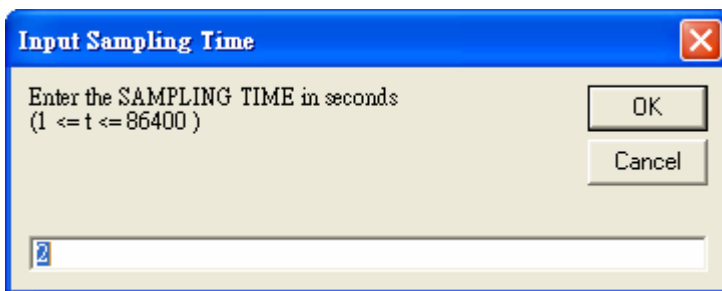 Input Sampling Time
Enter the SAMPLING TIME in seconds
(1 <= t <= 86400 )
OK
Cancel
2